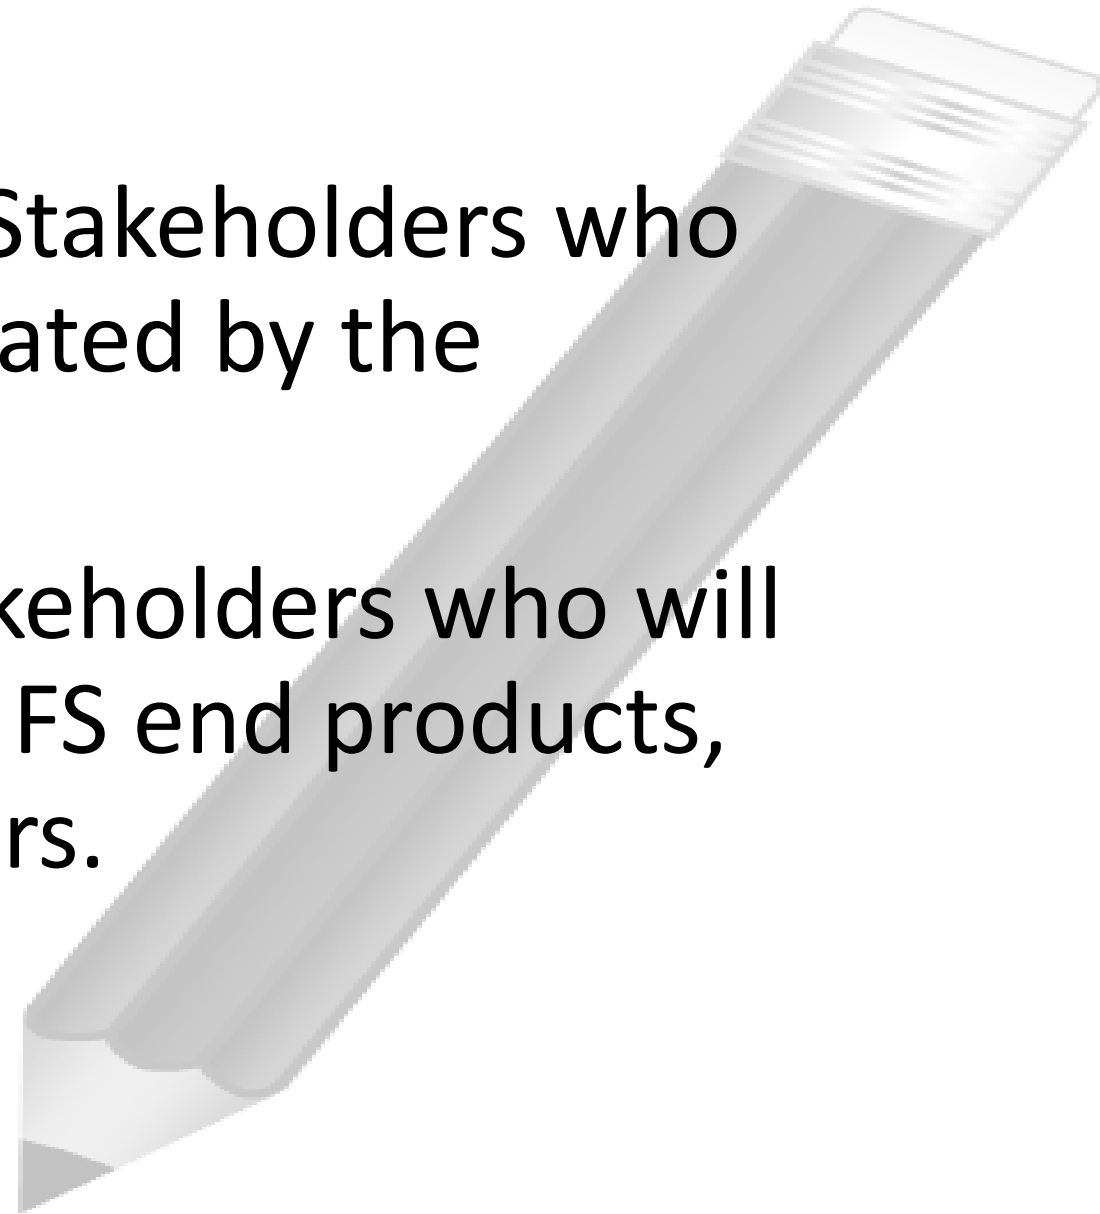 Stakeholders who
ated by the
keholders who will
FS end products,
rs.